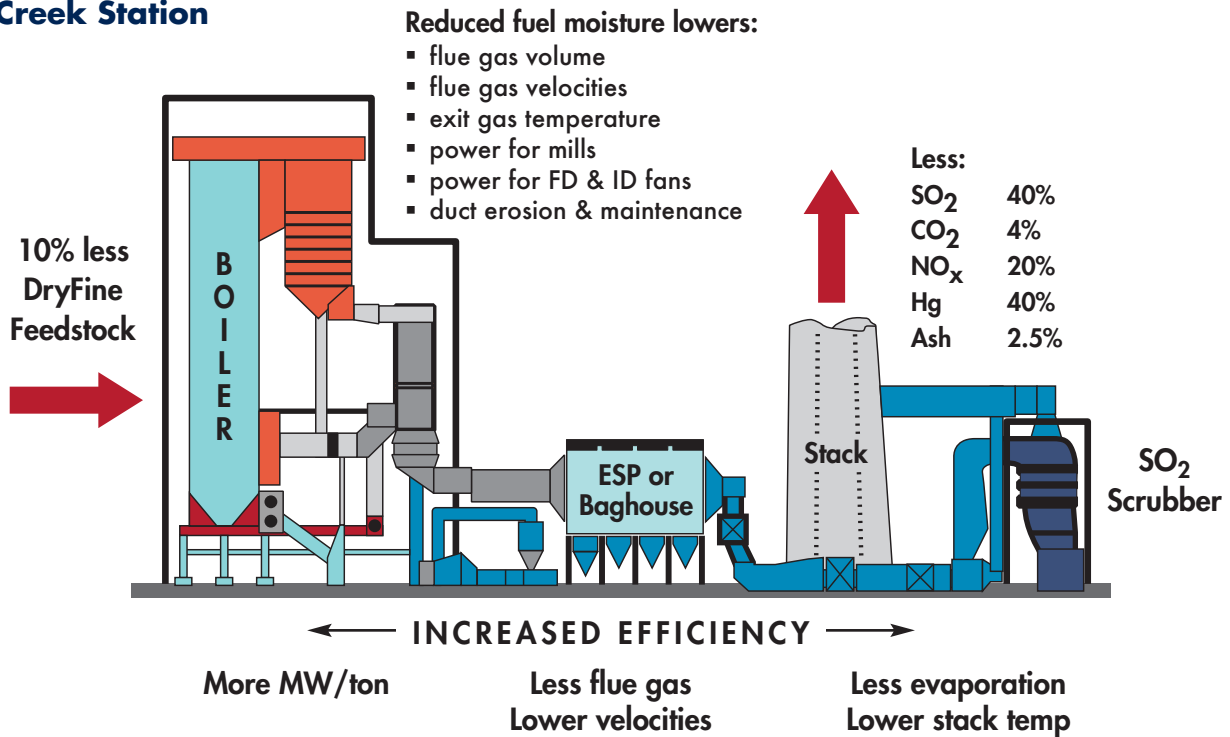 Creek Station
Reduced fuel moisture lowers:
▪ flue gas volume
▪ flue gas velocities
▪ exit gas temperature
▪ power for mills
▪ power for FD & ID fans
▪ duct erosion & maintenance
Less:
SO₂ 40%
CO₂ 4%
NOₓ 20%
Hg 40%
Ash 2.5%
10% less
DryFine
Feedstock
BOILER
ESP or
Baghouse
Stack
SO₂
Scrubber
INCREASED EFFICIENCY
More MW/ton
Less flue gas
Lower velocities
Less evaporation
Lower stack temp